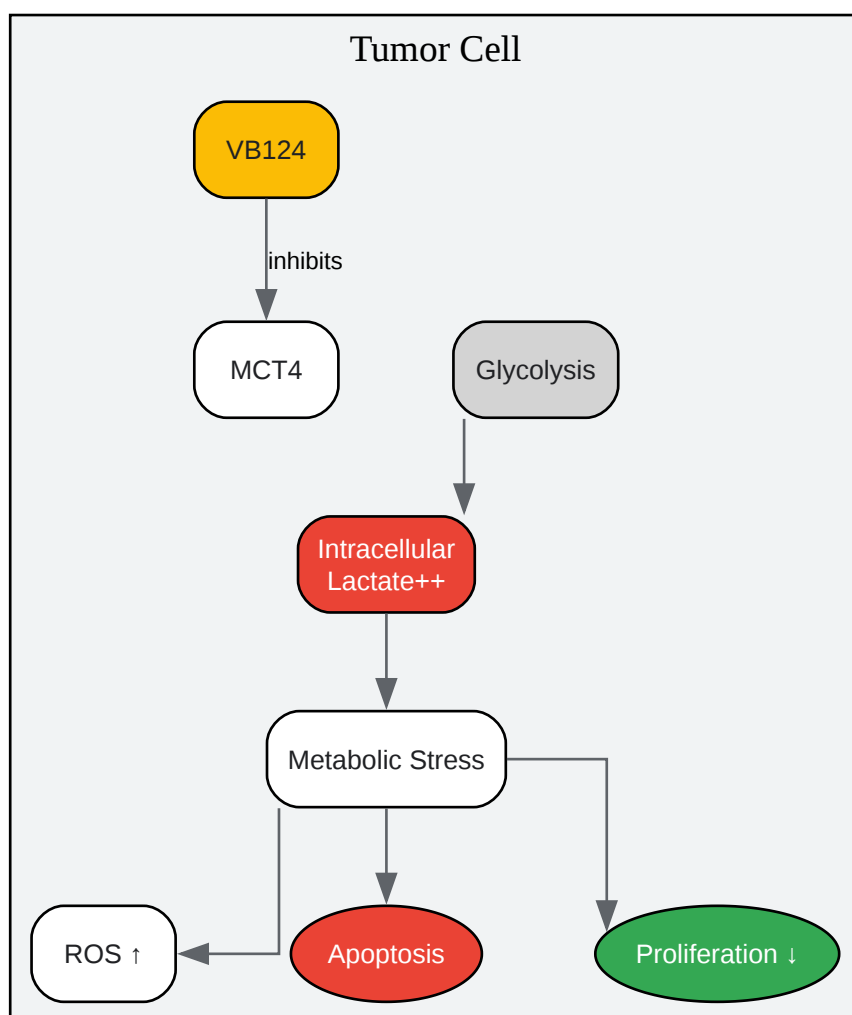 Tumor Cell
VB124
inhibits
MCT4
Glycolysis
Intracellular
Lactate++
Metabolic Stress
ROS ↑
Apoptosis
Proliferation ↓